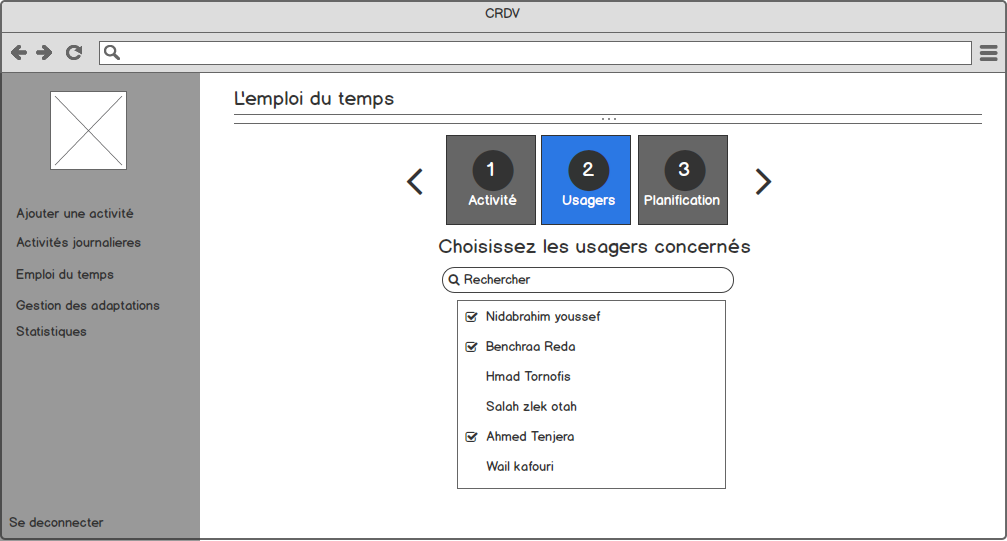 CRDV
L'emploi du temps
...
1
2
3
Activité
Usagers
Planification
Ajouter une activité
Activités journalieres
Emploi du temps
Gestion des adaptations
Statistiques
Choisissez les usagers concernés
Rechercher
Nidabrahim youssef
Benchraa Reda
Hmad Tornofis
Salah zlek otah
Ahmed Tenjera
Wail kafouri
Se deconnecter